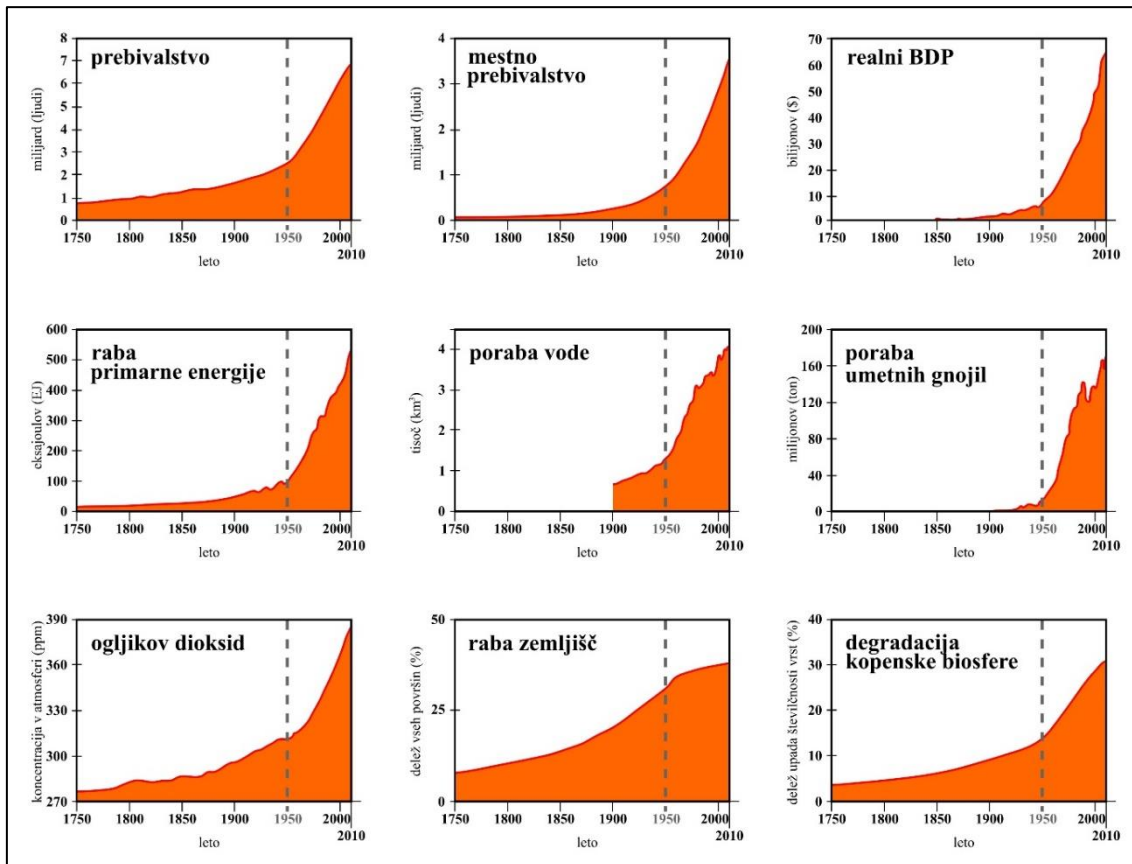 prebivalstvo
milijard (ljudi)
8
7
6
5
4
3
2
1
0
1750 1800 1850 1900 1950 2000
2010
leto
mestno
prebivalstvo
milijard (ljudi)
4
3
2
1
0
1750 1800 1850 1900 1950 2000
2010
leto
realni BDP
bilijonov ($)
70
60
50
40
30
20
10
0
1750 1800 1850 1900 1950 2000
2010
leto
raba
primarne energije
eksajoulov (EJ)
600
500
400
300
200
100
0
1750 1800 1850 1900 1950 2000
2010
leto
poraba vode
tisoč (km³)
4
3
2
1
0
1750 1800 1850 1900 1950 2000
2010
leto
poraba
umetnih gnojil
milijonov (ton)
200
160
120
80
40
0
1750 1800 1850 1900 1950 2000
2010
leto
ogljikov dioksid
koncentracija v atmosferi (ppm)
390
360
330
300
270
1750 1800 1850 1900 1950 2000
2010
leto
raba zemljišč
delež vseh površin (%)
50
25
0
1750 1800 1850 1900 1950 2000
2010
leto
degradacija
kopenske biosfere
delež upada številčnosti vrst (%)
40
30
20
10
0
1750 1800 1850 1900 1950 2000
2010
leto